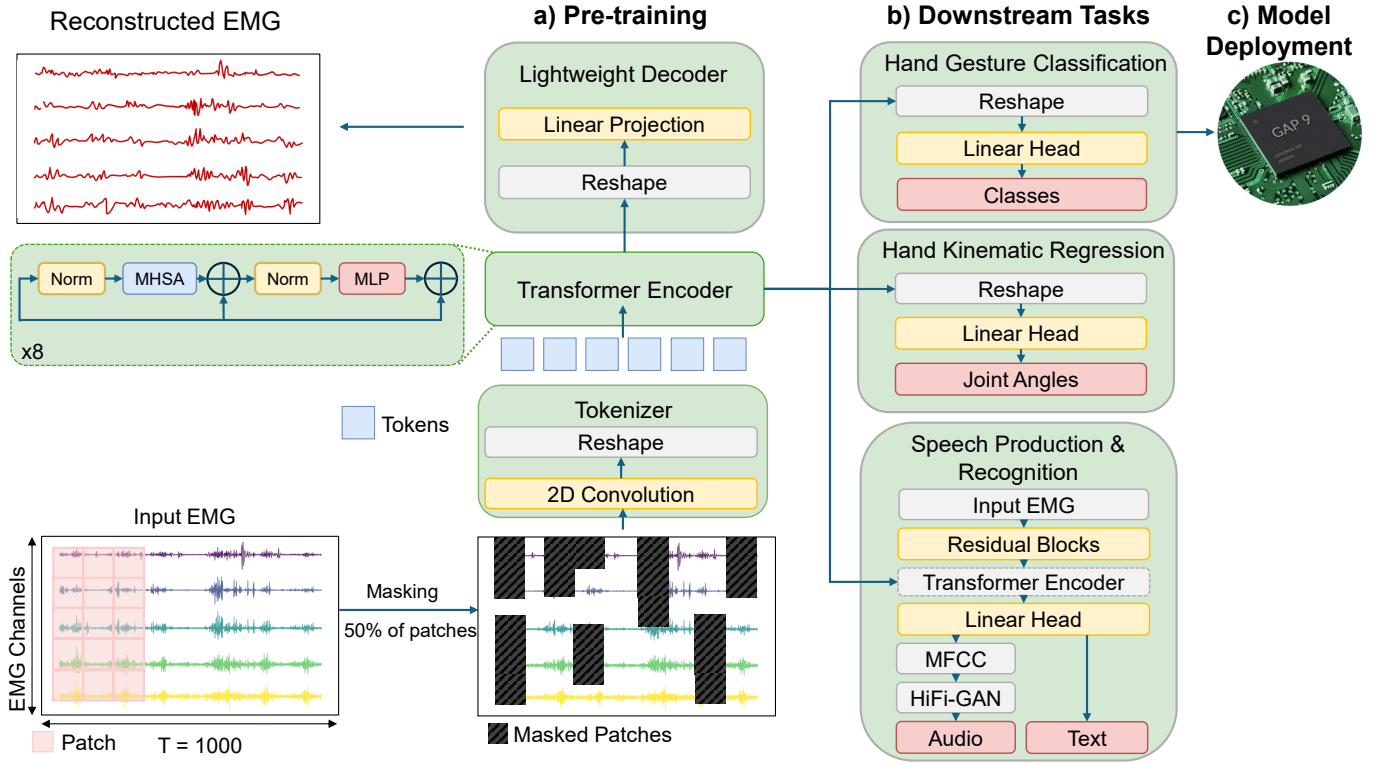 Reconstructed EMG
a) Pre-training
b) Downstream Tasks
c) Model
Deployment
Lightweight Decoder
Linear Projection
Reshape
Hand Gesture Classification
Reshape
Linear Head
Classes
GAP 9
Norm
MHSA
Norm
MLP
x8
Transformer Encoder
Hand Kinematic Regression
Reshape
Linear Head
Joint Angles
Tokens
Tokenizer
Reshape
2D Convolution
Speech Production &
Recognition
Input EMG
Residual Blocks
Transformer Encoder
Linear Head
MFCC
HiFi-GAN
Audio
Text
Input EMG
EMG Channels
Masking
50% of patches
Patch
T = 1000
Masked Patches